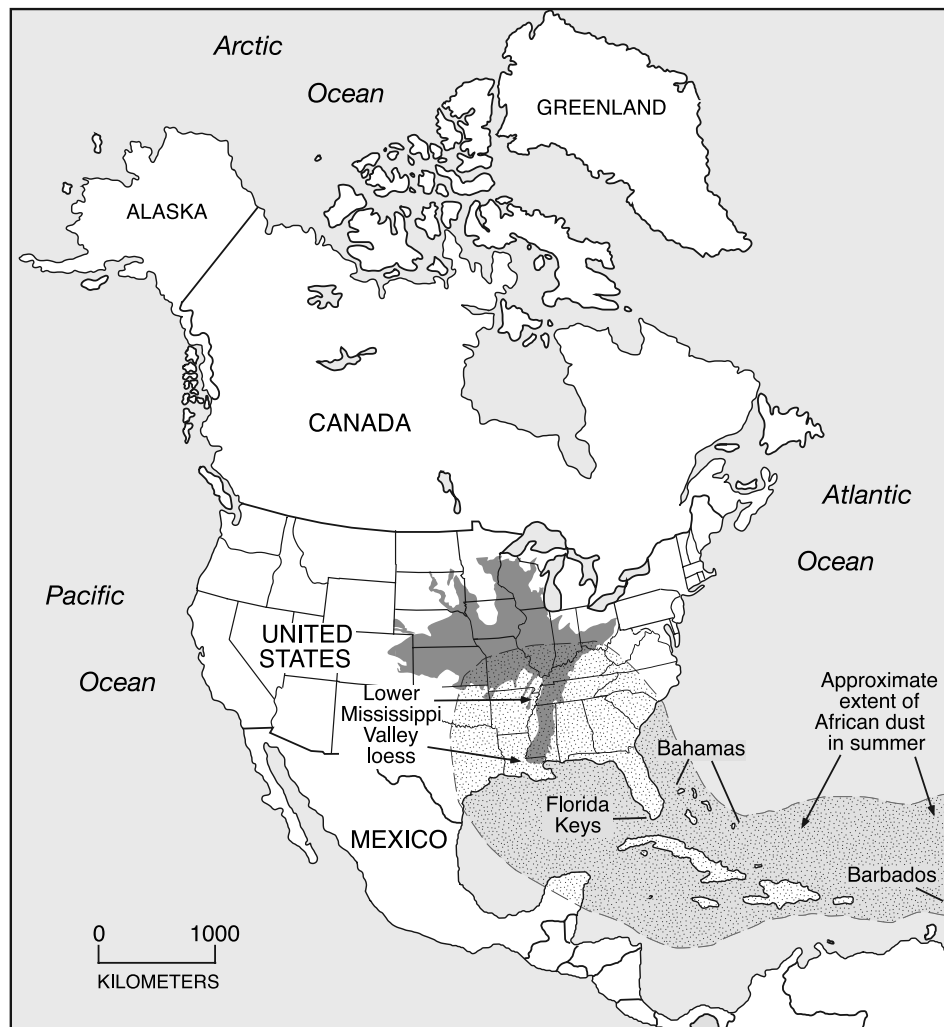 Arctic
Ocean
GREENLAND
ALASKA
CANADA
Atlantic
Ocean
Pacific
Ocean
UNITED
STATES
Lower
Mississippi
Valley
loess
Approximate
extent of
African dust
in summer
Bahamas
Florida
Keys
MEXICO
Barbados
0 1000
KILOMETERS